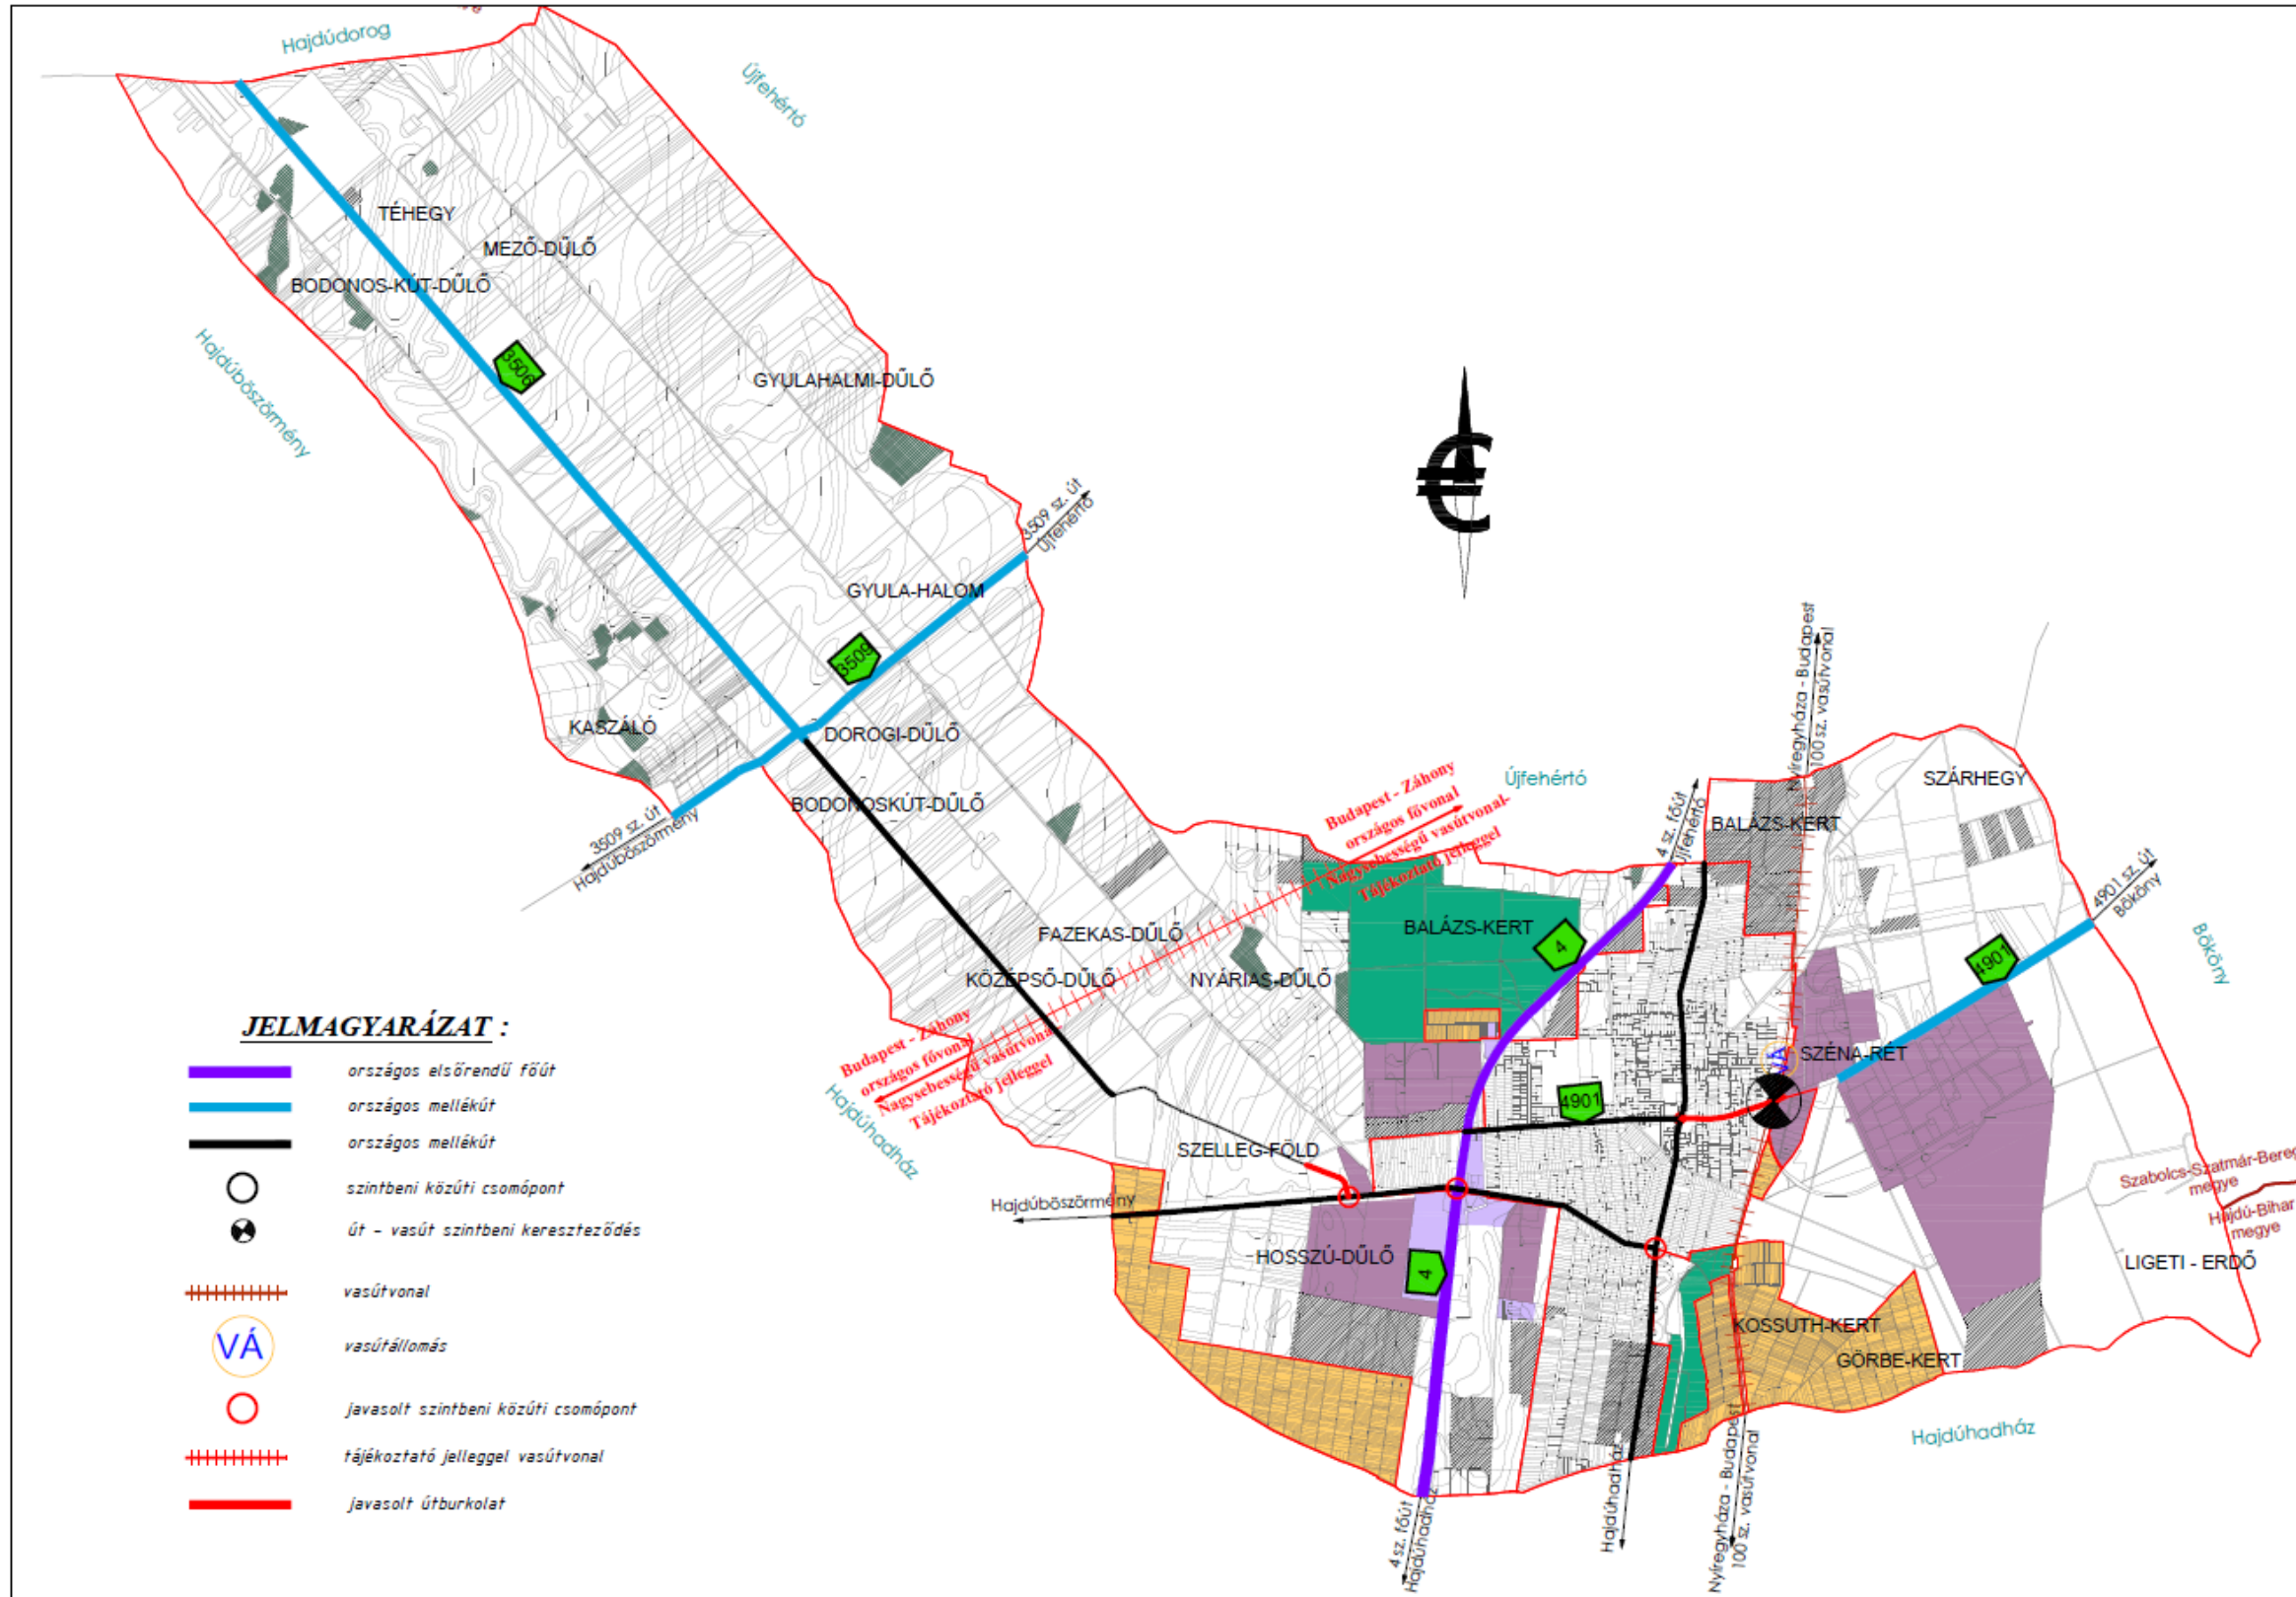 Hajdúdorog
Újfehértó
TÉHEGY
MEZŐ-DŰLŐ
BODONOS-KÚT-DŰLŐ
Hajdúböszörmény
3506
GYULAHALMI-DŰLŐ
3509 sz. út
Újfehértó
GYULA-HALOM
3509
KASZÁLÓ
DOROGI-DŰLŐ
BODONOSKÚT-DŰLŐ
3509 sz. út
Hajdúböszörmény
Nyíregyháza - Budapest
100 sz. vasútvonal
Budapest - Záhony
országos fővonal
Nagysebességű vasútvonal-
Tájékoztató jelleggel
Újfehértó
4 sz. főút
Újfehértó
BALÁZS-KERT
SZÁRHEGY
4901 sz. út
Bököny
Bököny
FAZEKAS-DŰLŐ
KÖZÉPSŐ-DŰLŐ
NYÁRIAS-DŰLŐ
BALÁZS-KERT
4
4901
Budapest - Záhony
országos fővonal
Nagysebességű vasútvonal-
Tájékoztató jelleggel
Hajdúhadház
VÁ
SZÉNA-RÉT
4901
SZELLEG-FÖLD
Hajdúböszörmény
HOSSZÚ-DŰLŐ
4
Szabolcs-Szatmár-Bereg
megye
Hajdú-Bihar
megye
LIGETI - ERDŐ
KOSSUTH-KERT
GÖRBE-KERT
Hajdúhadház
4 sz. főút
Hajdúhadház
Hajdúhadház
Nyíregyháza - Budapest
100 sz. vasútvonal
JELMAGYARÁZAT :
országos elsőrendű főút
országos mellékút
országos mellékút
szintbeni közúti csomópont
út - vasút szintbeni kereszteződés
vasútvonal
VÁ
vasútállomás
javasolt szintbeni közúti csomópont
tájékoztató jelleggel vasútvonal
javasolt útburkolat